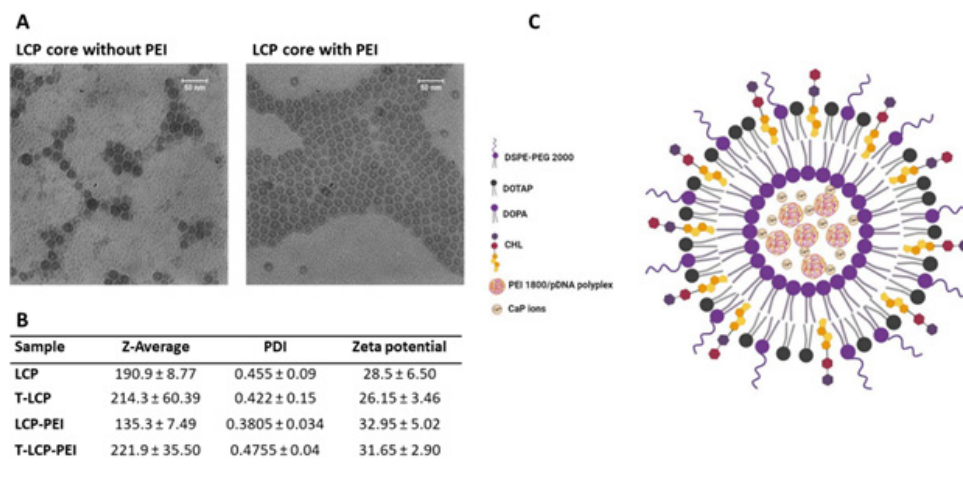 A
LCP core without PEI
LCP core with PEI
50 nm
50 nm
B
Sample Z-Average PDI Zeta potential
LCP 190.9 ± 8.77 0.455 ± 0.09 28.5 ± 6.50
T-LCP 214.3 ± 60.39 0.422 ± 0.15 26.15 ± 3.46
LCP-PEI 135.3 ± 7.49 0.3805 ± 0.034 32.95 ± 5.02
T-LCP-PEI 221.9 ± 35.50 0.4755 ± 0.04 31.65 ± 2.90
C
DSPE-PEG 2000
DOTAP
DOPA
CHL
PEI 1800/pDNA polyplex
CaP ions